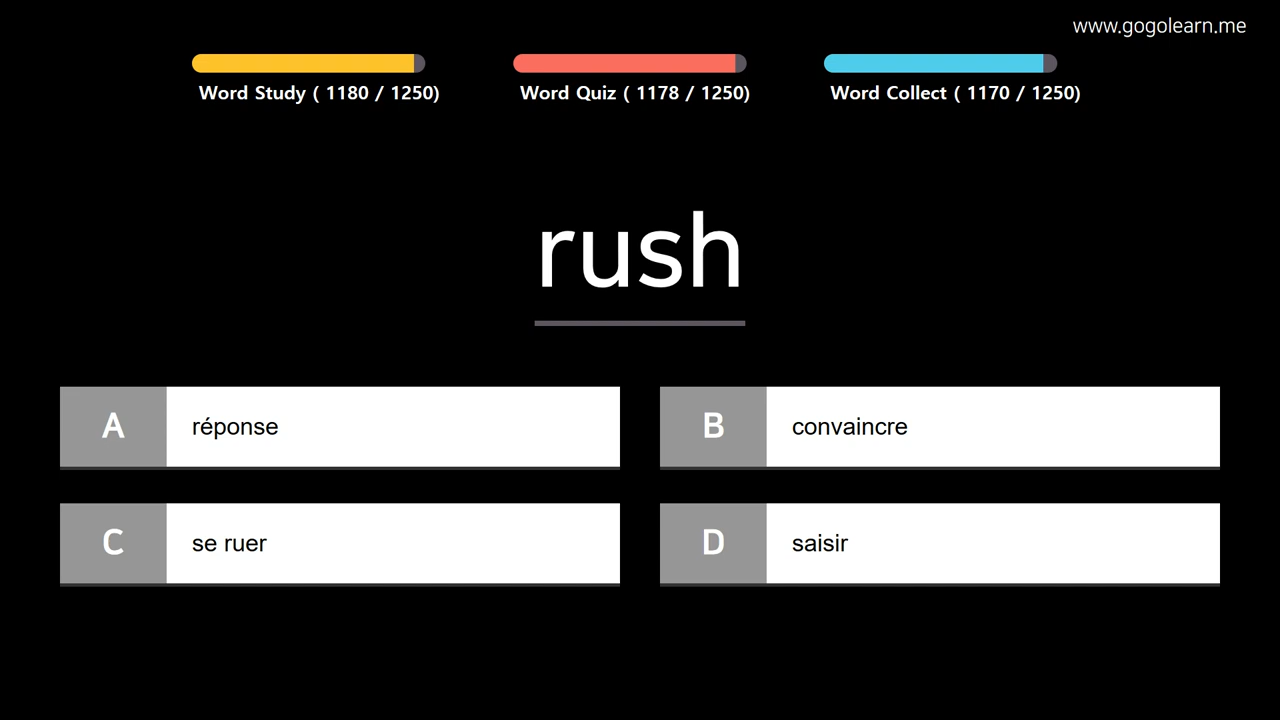 www.gogolearn.me
Word Study ( 1180 / 1250)
Word Quiz ( 1178 / 1250)
Word Collect ( 1170 / 1250)
rush
A réponse
B convaincre
C se ruer
D saisir